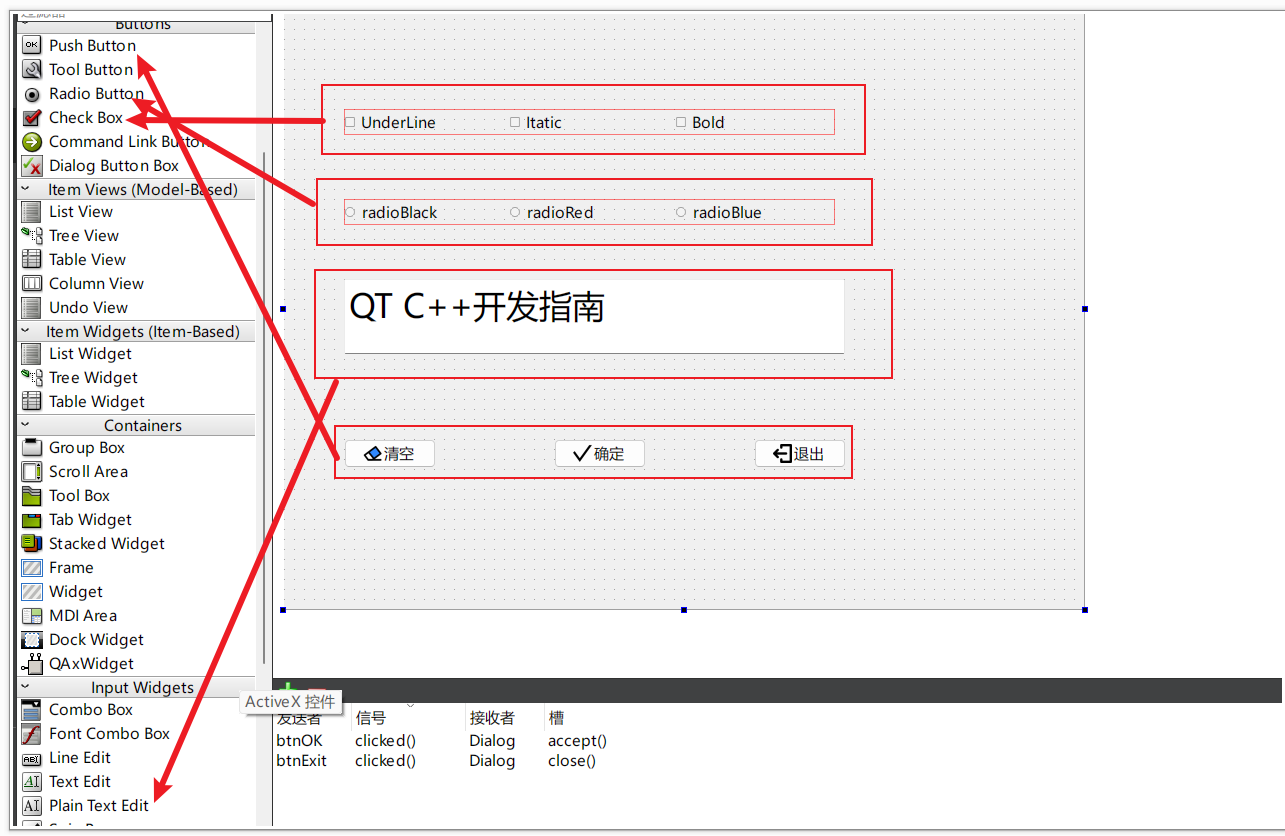 Buttons
Push Button
Tool Button
Radio Button
Check Box
Command Link Button
Dialog Button Box
Item Views (Model-Based)
List View
Tree View
Table View
Column View
Undo View
Item Widgets (Item-Based)
List Widget
Tree Widget
Table Widget
Containers
Group Box
Scroll Area
Tool Box
Tab Widget
Stacked Widget
Frame
Widget
MDI Area
Dock Widget
QAxWidget
Input Widgets
Combo Box
Font Combo Box
Line Edit
Text Edit
Plain Text Edit
UnderLine Itatic Bold
radioBlack radioRed radioBlue
QT C++开发指南
清空 确定 退出
ActiveX 控件
发送者 信号 接收者 槽
btnOK clicked() Dialog accept()
btnExit clicked() Dialog close()